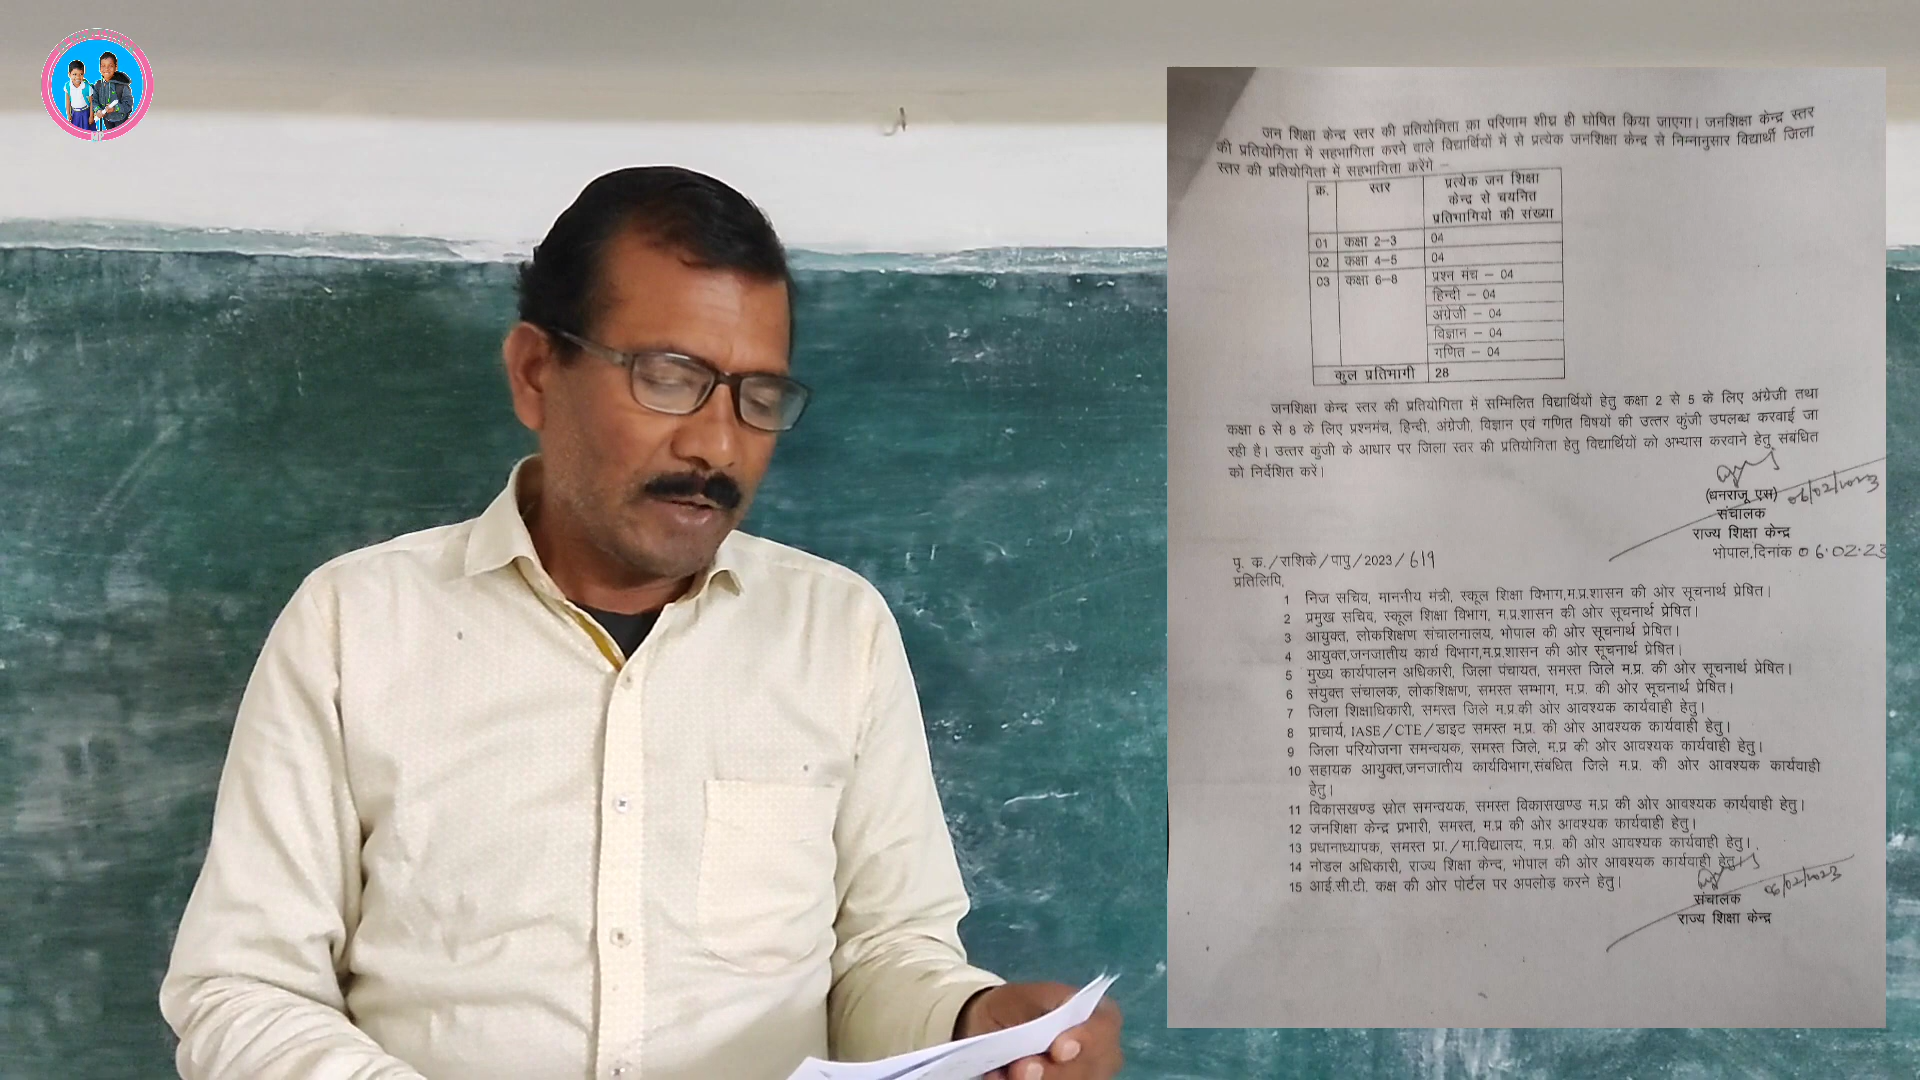 MP
जन शिक्षा केन्द्र स्तर की प्रतियोगिता का परिणाम शीघ्र ही घोषित किया जाएगा। जनशिक्षा केन्द्र स्तर
की प्रतियोगिता में सहभागिता करने वाले विद्यार्थियों में से प्रत्येक जनशिक्षा केन्द्र से निम्नानुसार विद्यार्थी जिला
स्तर की प्रतियोगिता में सहभागिता करेंगे –
क्र. स्तर प्रत्येक जन शिक्षा
केन्द्र से चयनित
प्रतिभागियो की संख्या
01 कक्षा 2–3 04
02 कक्षा 4–5 04
03 कक्षा 6–8 प्रश्न मंच – 04
हिन्दी – 04
अंग्रेजी – 04
विज्ञान – 04
गणित – 04
कुल प्रतिभागी 28
जनशिक्षा केन्द्र स्तर की प्रतियोगिता में सम्मिलित विद्यार्थियों हेतु कक्षा 2 से 5 के लिए अंग्रेजी तथा
कक्षा 6 से 8 के लिए प्रश्नमंच, हिन्दी, अंग्रेजी, विज्ञान एवं गणित विषयों की उत्तर कुंजी उपलब्ध करवाई जा
रही है। उत्तर कुंजी के आधार पर जिला स्तर की प्रतियोगिता हेतु विद्यार्थियों को अभ्यास करवाने हेतु संबंधित
को निर्देशित करें।
(धनराजू एस) 06/02/2023
संचालक
राज्य शिक्षा केन्द्र
भोपाल,दिनांक 06.02.23
पृ. क./राशिके/पापु/2023/619
प्रतिलिपि,
1 निज सचिव, माननीय मंत्री, स्कूल शिक्षा विभाग,म.प्र.शासन की ओर सूचनार्थ प्रेषित।
2 प्रमुख सचिव, स्कूल शिक्षा विभाग, म.प्र.शासन की ओर सूचनार्थ प्रेषित।
3 आयुक्त, लोकशिक्षण संचालनालय, भोपाल की ओर सूचनार्थ प्रेषित।
4 आयुक्त,जनजातीय कार्य विभाग,म.प्र.शासन की ओर सूचनार्थ प्रेषित।
5 मुख्य कार्यपालन अधिकारी, जिला पंचायत, समस्त जिले म.प्र. की ओर सूचनार्थ प्रेषित।
6 संयुक्त संचालक, लोकशिक्षण, समस्त सम्भाग, म.प्र. की ओर सूचनार्थ प्रेषित।
7 जिला शिक्षाधिकारी, समस्त जिले म.प्र की ओर आवश्यक कार्यवाही हेतु।
8 प्राचार्य, IASE/CTE/डाइट समस्त म.प्र. की ओर आवश्यक कार्यवाही हेतु।
9 जिला परियोजना समन्वयक, समस्त जिले, म.प्र की ओर आवश्यक कार्यवाही हेतु।
10 सहायक आयुक्त,जनजातीय कार्यविभाग,संबधित जिले म.प्र. की ओर आवश्यक कार्यवाही
हेतु।
11 विकासखण्ड स्रोत समन्वयक, समस्त विकासखण्ड म.प्र की ओर आवश्यक कार्यवाही हेतु।
12 जनशिक्षा केन्द्र प्रभारी, समस्त, म.प्र की ओर आवश्यक कार्यवाही हेतु।
13 प्रधानाध्यापक, समस्त प्रा./मा.विद्यालय, म.प्र. की ओर आवश्यक कार्यवाही हेतु।
14 नोडल अधिकारी, राज्य शिक्षा केन्द, भोपाल की ओर आवश्यक कार्यवाही हेतु।
15 आई.सी.टी. कक्ष की ओर पोर्टल पर अपलोड़ करने हेतु।
06/02/2023
संचालक
राज्य शिक्षा केन्द्र